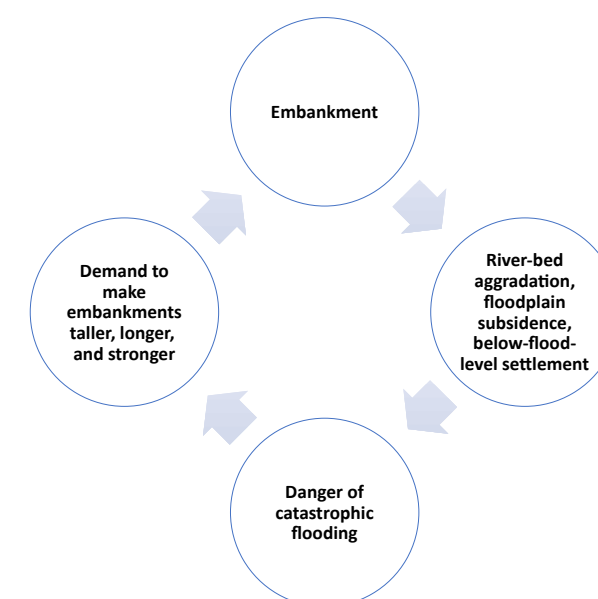 Embankment
River-bed
aggradation,
floodplain
subsidence,
below-flood-
level settlement
Danger of
catastrophic
flooding
Demand to
make
embankments
taller, longer,
and stronger